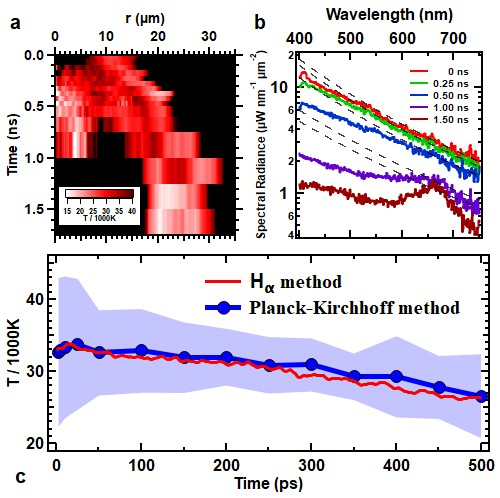 a
r (μm)
0 10 20 30
0.0
0.5
1.0
1.5
Time (ns)
15 20 25 30 35 40
T / 1000K
b
Wavelength (nm)
400 500 600 700
2
10
4
2
1
4
Spectral Radiance (μW nm⁻¹ μm⁻²)
0 ns
0.25 ns
0.50 ns
1.00 ns
1.50 ns
Hα method
Planck-Kirchhoff method
40
30
20
T / 1000K
0 100 200 300 400 500
Time (ps)
c